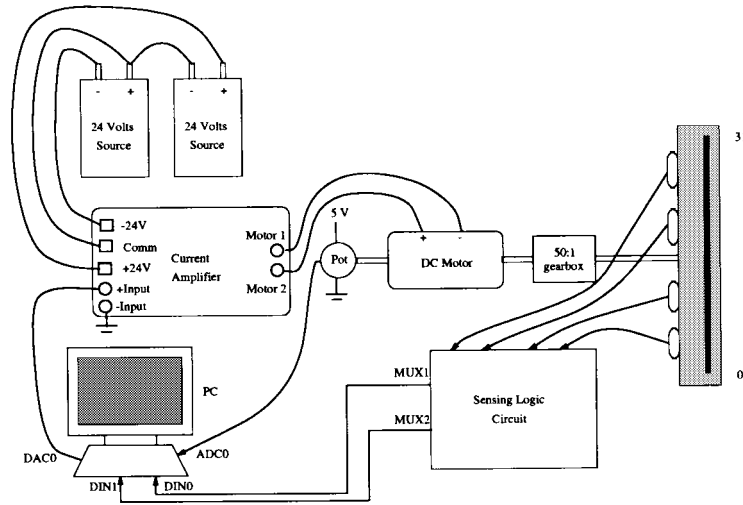 - +
24 Volts
Source
- +
24 Volts
Source
3
-24V
Comm
+24V
+Input
-Input
Current
Amplifier
Motor 1
Motor 2
5 V
Pot
+ -
DC Motor
50:1
gearbox
0
PC
MUX1
MUX2
Sensing Logic
Circuit
DAC0
ADC0
DIN1
DIN0